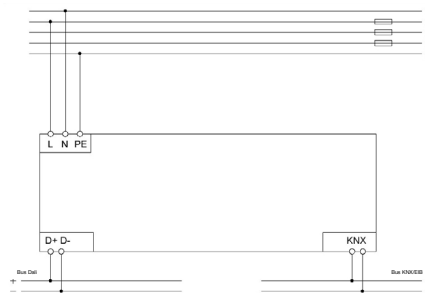 L N PE
D+ D- KNX
Bus Dali Bus KNX/EIB
+
−